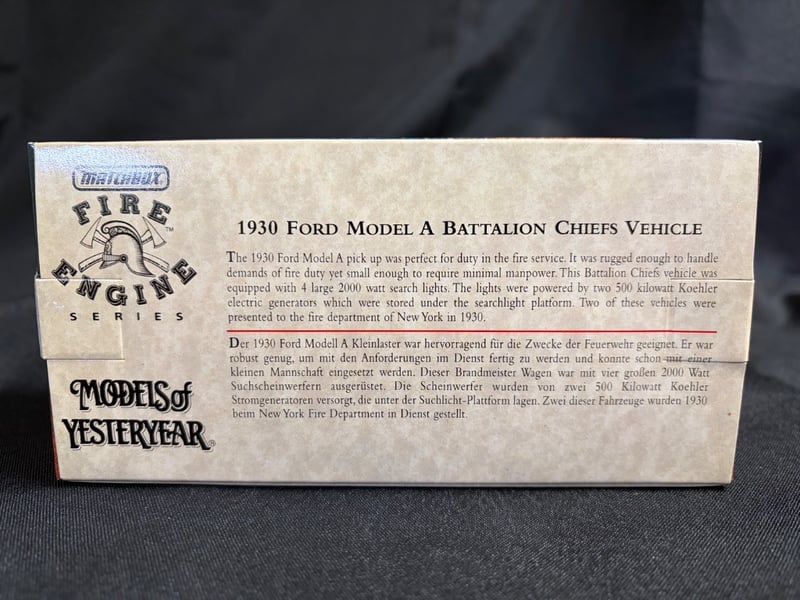 MATCHBOX
FIRE
™
ENGINE
SERIES
MODELS of
YESTERYEAR®
1930 FORD MODEL A BATTALION CHIEFS VEHICLE
The 1930 Ford Model A pick up was perfect for duty in the fire service. It was rugged enough to handle
demands of fire duty yet small enough to require minimal manpower. This Battalion Chiefs vehicle was
equipped with 4 large 2000 watt search lights. The lights were powered by two 500 kilowatt Koehler
electric generators which were stored under the searchlight platform. Two of these vehicles were
presented to the fire department of New York in 1930.
Der 1930 Ford Modell A Kleinlaster war hervorragend für die Zwecke der Feuerwehr geeignet. Er war
robust genug, um mit den Anforderungen im Dienst fertig zu werden und konnte schon mit einer
kleinen Mannschaft eingesetzt werden. Dieser Brandmeister Wagen war mit vier großen 2000 Watt
Suchscheinwerfern ausgerüstet. Die Scheinwerfer wurden von zwei 500 Kilowatt Koehler
Stromgeneratoren versorgt, die unter der Suchlicht-Plattform lagen. Zwei dieser Fahrzeuge wurden 1930
beim New York Fire Department in Dienst gestellt.